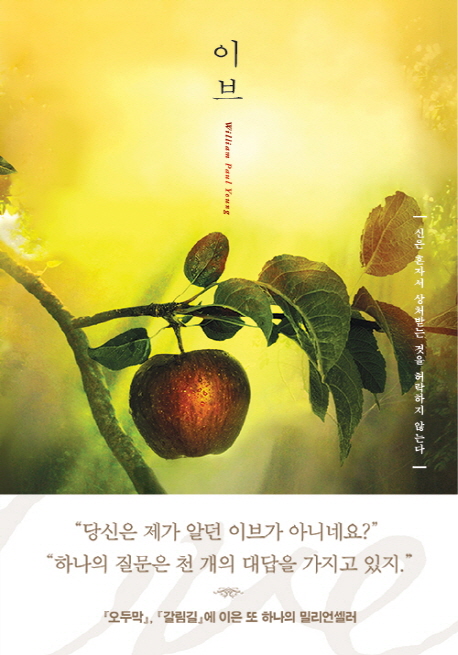 이브
William Paul Young
신은 혼자서 상처받는 것을 허락하지 않는다
“당신은 제가 알던 이브가 아니네요?”
“하나의 질문은 천 개의 대답을 가지고 있지.”
『오두막』, 『갈림길』에 이은 또 하나의 밀리언셀러
eve